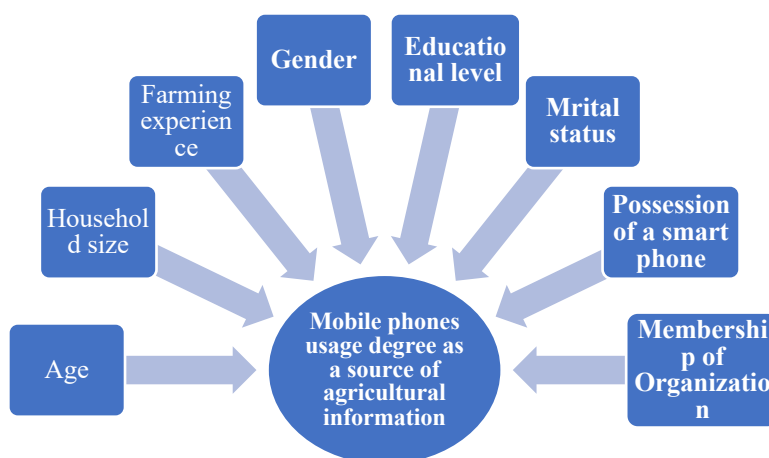 Gender
Educatio
nal level
Farming
experien
ce
Mrital
status
Househol
d size
Possession
of a smart
phone
Age
Mobile phones
usage degree as
a source of
agricultural
information
Membershi
p of
Organizatio
n